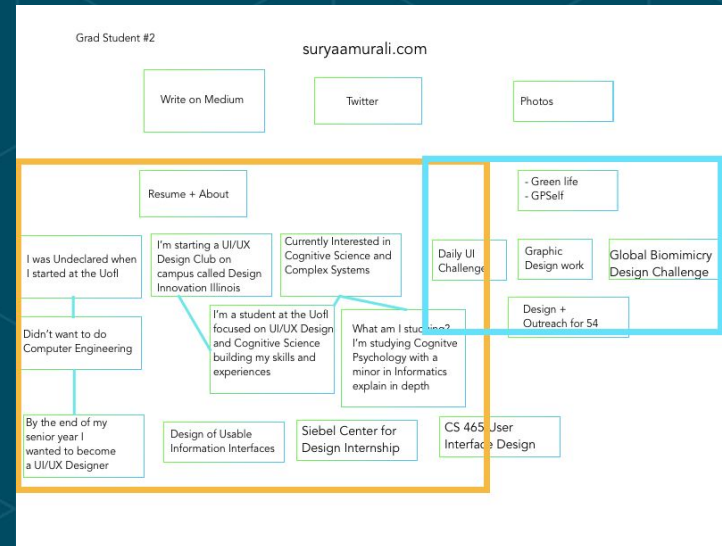 Grad Student #2
suryaamurali.com
Write on Medium
Twitter
Photos
Resume + About
- Green life
- GPSelf
I was Undeclared when
I started at the UofI
I'm starting a UI/UX
Design Club on
campus called Design
Innovation Illinois
Currently Interested in
Cognitive Science and
Complex Systems
Daily UI
Challenge
Graphic
Design work
Global Biomimicry
Design Challenge
Didn't want to do
Computer Engineering
I'm a student at the UofI
focused on UI/UX Design
and Cognitive Science
building my skills and
experiences
What am I studying?
I'm studying Cognitve
Psychology with a
minor in Informatics
explain in depth
Design +
Outreach for 54
By the end of my
senior year I
wanted to become
a UI/UX Designer
Design of Usable
Information Interfaces
Siebel Center for
Design Internship
CS 465 User
Interface Design